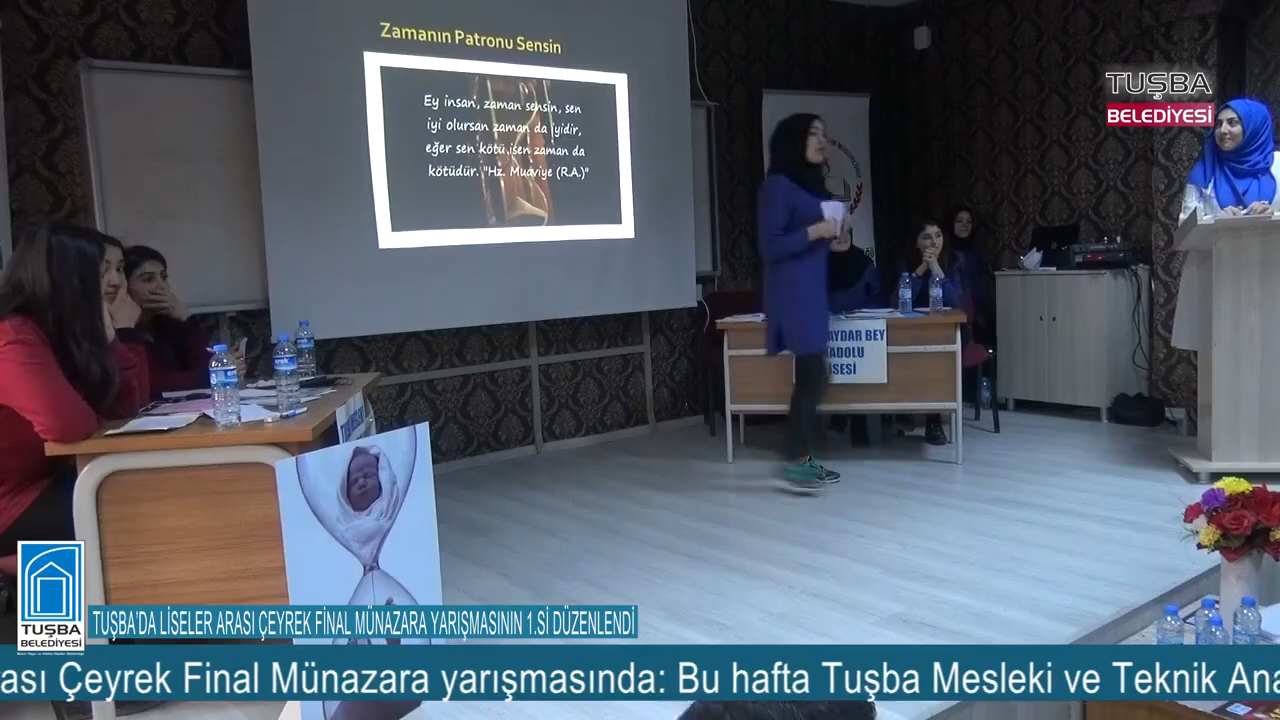 Zamanın Patronu Sensin
Ey insan, zaman sensin, sen
iyi olursan zaman da iyidir,
eğer sen kötü isen zaman da
kötüdür. "Hz. Muaviye (R.A.)"
TUŞBA
BELEDİYESİ
AYDAR BEY
ADOLU
SESİ
TUŞBA
BELEDİYESİ
TUŞBA'DA LİSELER ARASI ÇEYREK FİNAL MÜNAZARA YARIŞMASININ 1.Sİ DÜZENLENDİ
ası Çeyrek Final Münazara yarışmasında: Bu hafta Tuşba Mesleki ve Teknik Ana